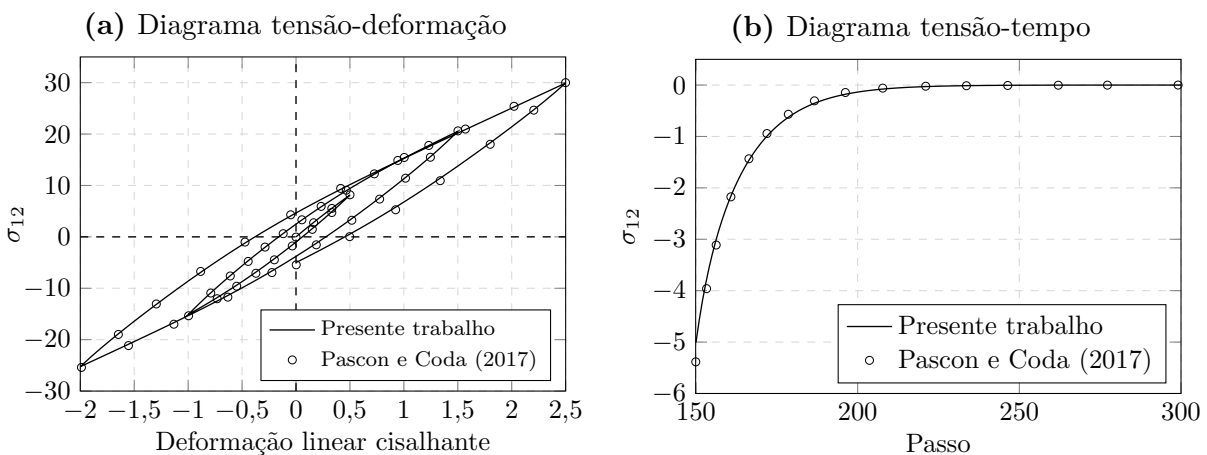 (a) Diagrama tensão-deformação
30
20
10
0
−10
−20
−30
σ12
−2 −1,5 −1 −0,5 0 0,5 1 1,5 2 2,5
Deformação linear cisalhante
Presente trabalho
Pascon e Coda (2017)
(b) Diagrama tensão-tempo
0
−1
−2
−3
−4
−5
−6
σ12
150 200 250 300
Passo
Presente trabalho
Pascon e Coda (2017)